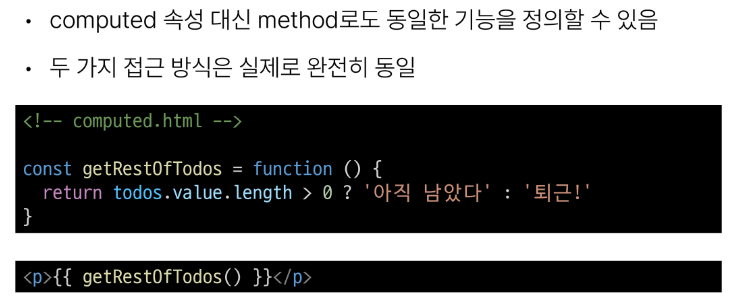 • computed 속성 대신 method로도 동일한 기능을 정의할 수 있음
• 두 가지 접근 방식은 실제로 완전히 동일
<!-- computed.html -->
const getRestOfTodos = function () {
  return todos.value.length > 0 ? '아직 남았다' : '퇴근!'
}
<p>{{ getRestOfTodos() }}</p>